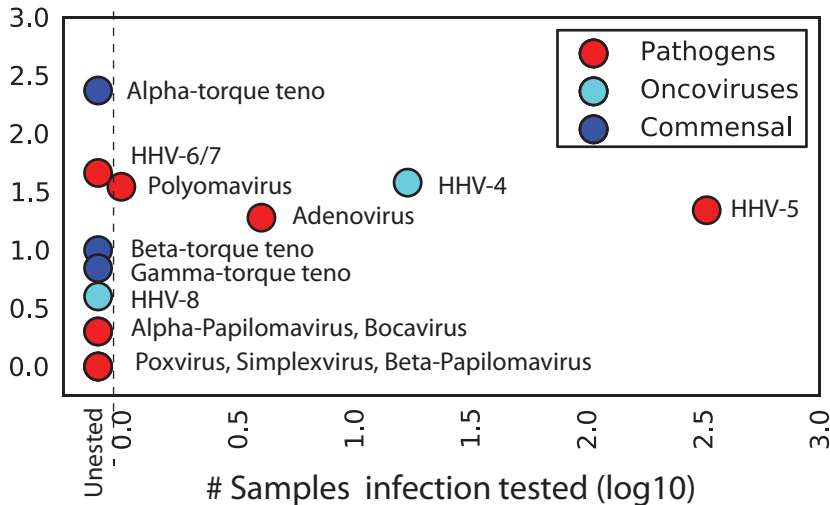 3.0
2.5
2.0
1.5
1.0
0.5
0.0
Pathogens
Oncoviruses
Commensal
Alpha-torque teno
HHV-6/7
Polyomavirus
HHV-4
Adenovirus
HHV-5
Beta-torque teno
Gamma-torque teno
HHV-8
Alpha-Papilomavirus, Bocavirus
Poxvirus, Simplexvirus, Beta-Papilomavirus
Unested
- 0.0
0.5
1.0
2.0
2.5
3.0
# Samples infection tested (log10)